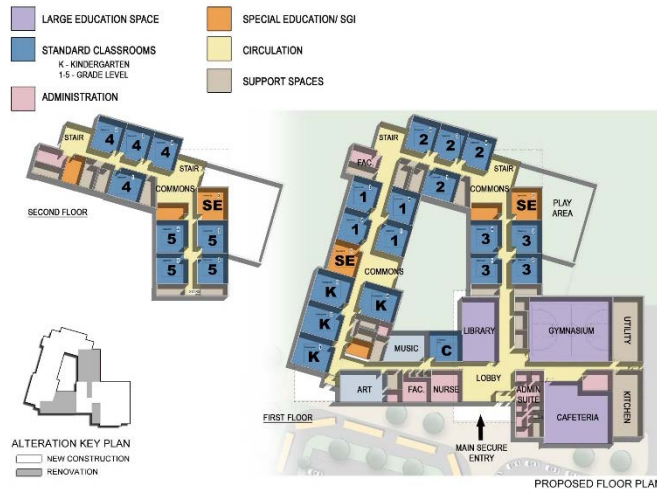 LARGE EDUCATION SPACE
STANDARD CLASSROOMS
K - KINDERGARTEN
1-5 - GRADE LEVEL
ADMINISTRATION
SPECIAL EDUCATION/ SGI
CIRCULATION
SUPPORT SPACES
STAIR
4
4
4
STAIR
4
COMMONS
SE
SECOND FLOOR
5
5
5
5
STAIR
2
2
2
FAC.
STAIR
2
COMMONS
1
1
SE
PLAY
AREA
1
1
3
3
SE
COMMONS
3
3
K
K
K
K
LIBRARY
GYMNASIUM
UTILITY
MUSIC
C
ART
FAC.
NURSE
LOBBY
ADMIN
SUITE
CAFETERIA
KITCHEN
FIRST FLOOR
MAIN SECURE
ENTRY
ALTERATION KEY PLAN
NEW CONSTRUCTION
RENOVATION
PROPOSED FLOOR PLAN